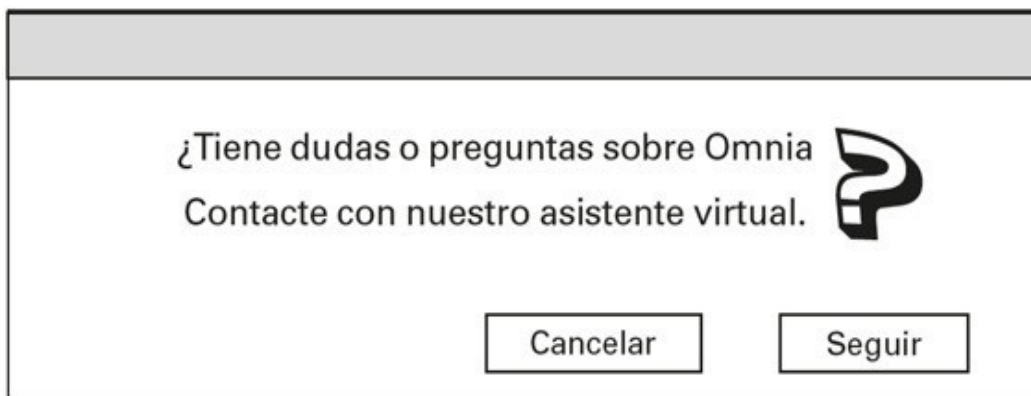 ¿Tiene dudas o preguntas sobre Omnia ?
Contacte con nuestro asistente virtual.
Cancelar Seguir